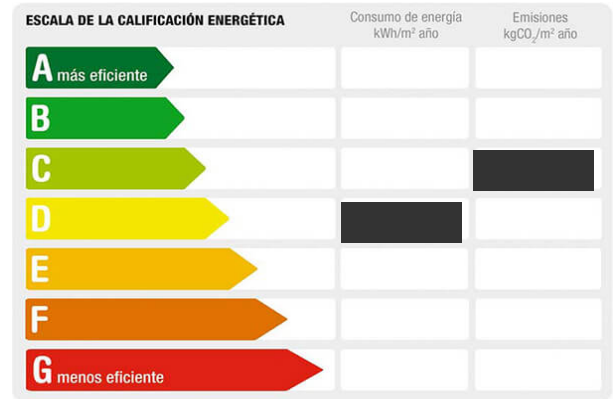 ESCALA DE LA CALIFICACIÓN ENERGÉTICA
Consumo de energía
kWh/m² año
Emisiones
kgCO₂/m² año
A más eficiente
B
C
D
E
F
G menos eficiente